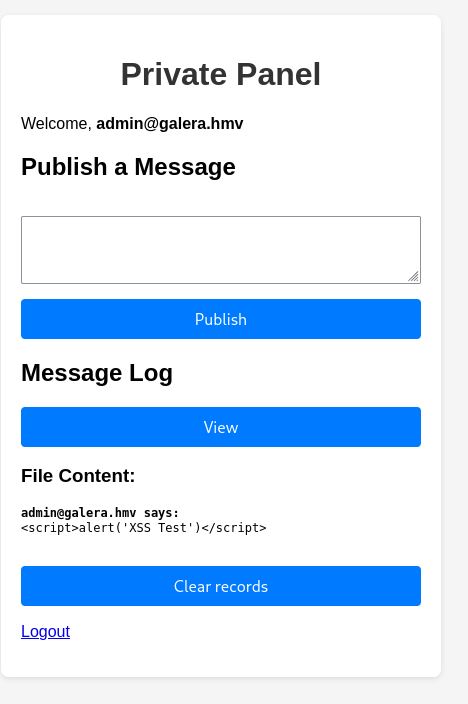 Private Panel
Welcome, admin@galera.hmv
Publish a Message
Publish
Message Log
View
File Content:
admin@galera.hmv says:
<script>alert('XSS Test')</script>
Clear records
Logout